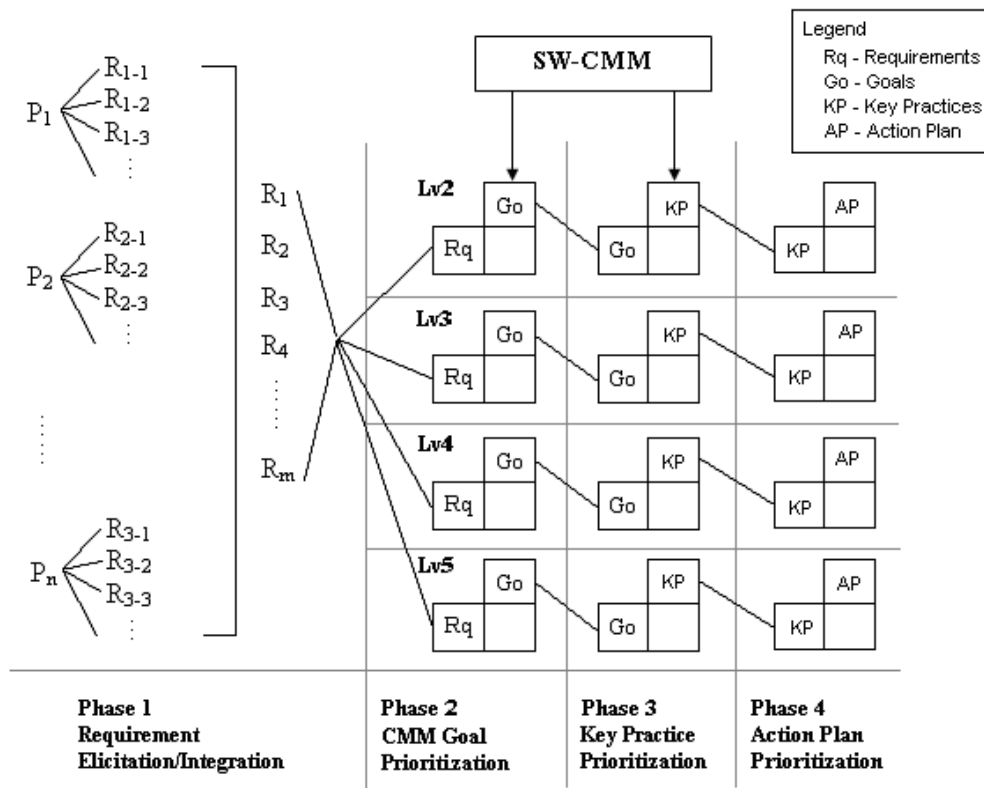 Legend
Rq - Requirements
Go - Goals
KP - Key Practices
AP - Action Plan
SW-CMM
P1
R1-1
R1-2
R1-3
P2
R2-1
R2-2
R2-3
Pn
R3-1
R3-2
R3-3
R1
R2
R3
R4
Rm
Lv2
Go
Rq
KP
Go
AP
KP
Lv3
Go
Rq
KP
Go
AP
KP
Lv4
Go
Rq
KP
Go
AP
KP
Lv5
Go
Rq
KP
Go
AP
KP
Phase 1
Requirement
Elicitation/Integration
Phase 2
CMM Goal
Prioritization
Phase 3
Key Practice
Prioritization
Phase 4
Action Plan
Prioritization